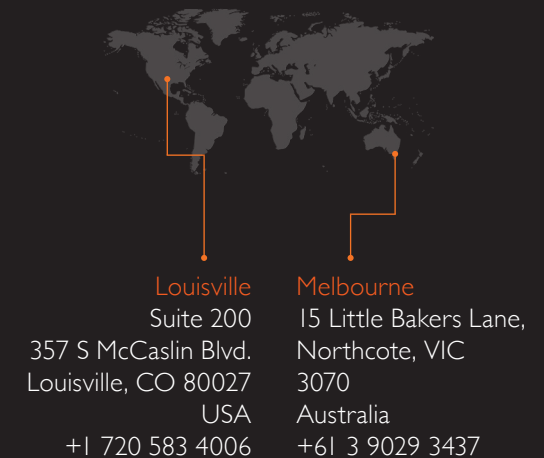 Louisville
Suite 200
357 S McCaslin Blvd.
Louisville, CO 80027
USA
+1 720 583 4006
Melbourne
15 Little Bakers Lane,
Northcote, VIC
3070
Australia
+61 3 9029 3437